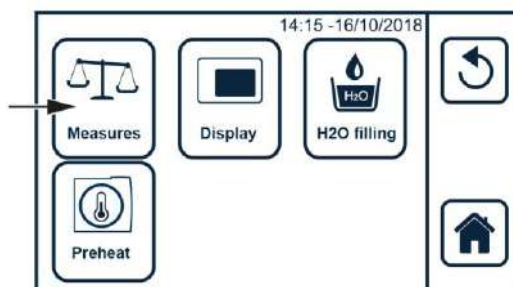 14:15 -16/10/2018
Measures
Display
H2O
H2O filling
Preheat